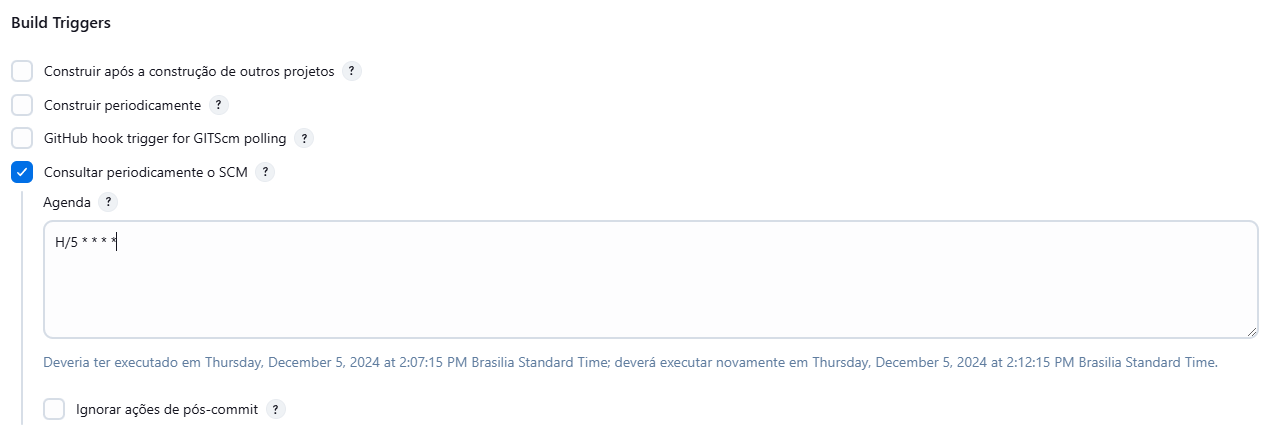 Build Triggers
Construir após a construção de outros projetos ?
Construir periodicamente ?
GitHub hook trigger for GITScm polling ?
Consultar periodicamente o SCM ?
Agenda ?
H/5 * * * *
Deveria ter executado em Thursday, December 5, 2024 at 2:07:15 PM Brasilia Standard Time; deverá executar novamente em Thursday, December 5, 2024 at 2:12:15 PM Brasilia Standard Time.
Ignorar ações de pós-commit ?